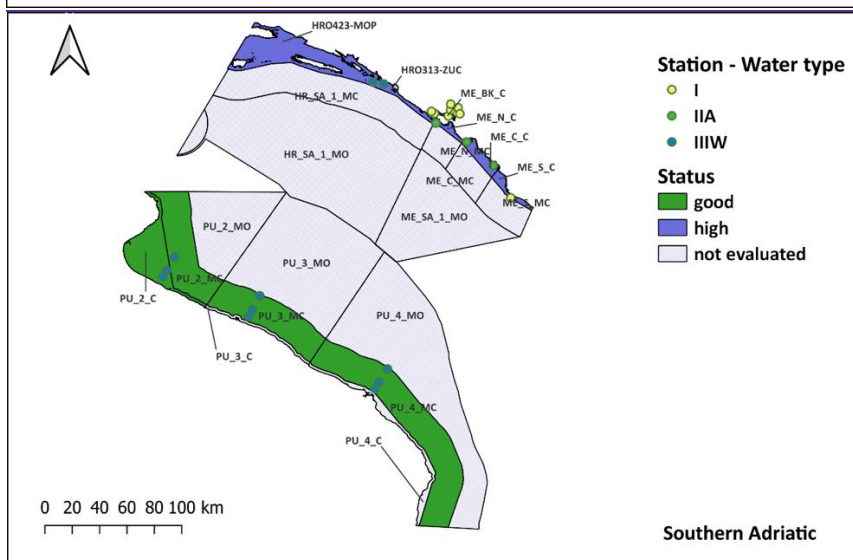 HRO423-MOP
HRO313-ZUC
HR_SA_1_MC
ME_BK_C
ME_N_C
HR_SA_1_MO
ME_N_MC
ME_C_C
ME_C_MC
ME_S_C
ME_S_MC
ME_SA_1_MO
PU_2_MO
PU_3_MO
PU_2_MC
PU_2_C
PU_3_MC
PU_4_MO
PU_3_C
PU_4_MC
PU_4_C
Station - Water type
I
IIA
IIIW
Status
good
high
not evaluated
0 20 40 60 80 100 km
Southern Adriatic